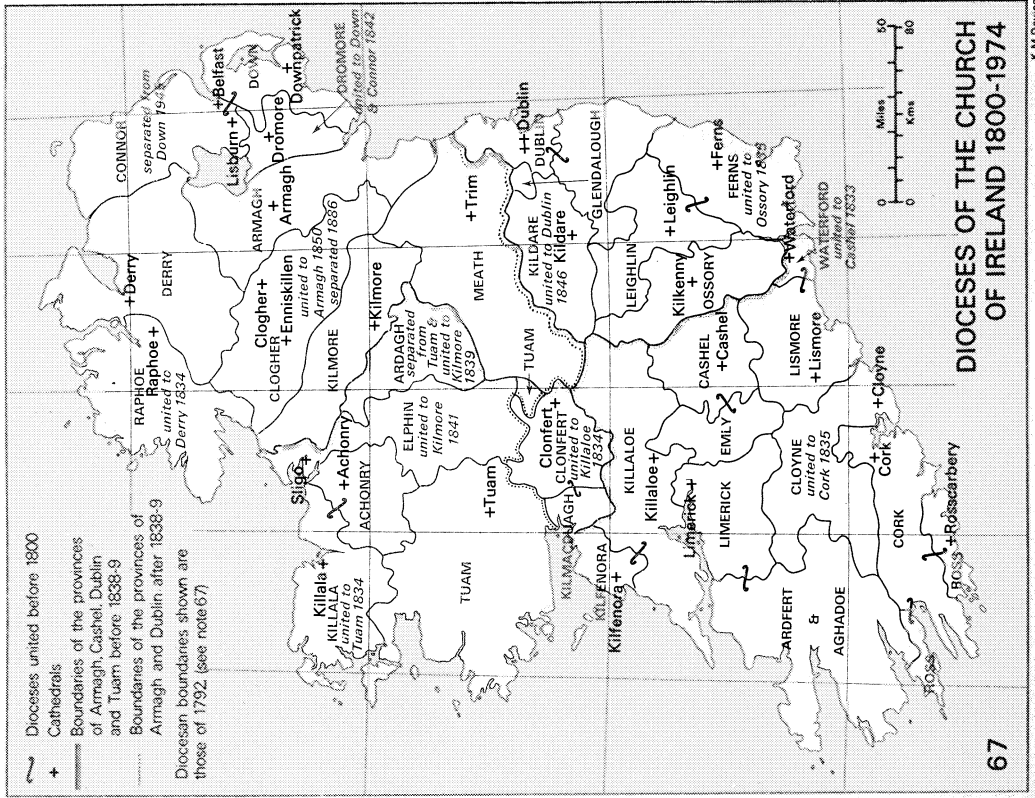 Dioceses united before 1800
Cathedrals
Boundaries of the provinces
of Armagh, Cashel, Dublin
and Tuam before 1838-9
Boundaries of the provinces of
Armagh and Dublin after 1838-9
Diocesan boundaries shown are
those of 1792 (see note 67)
CONNOR
separated from
Down 1945
+Derry
DERRY
RAPHOE
Raphoe+
united to
Derry 1834
+Belfast
DOWN
Lisburn+
Downpatrick
Dromore
DROMORE
united to Down
& Connor 1842
ARMAGH
Armagh
Clogher+
+Enniskillen
CLOGHER
united to
Armagh 1850
separated 1886
KILMORE
+Kilmore
ARDAGH
separated
from
Tuam &
united to
Kilmore
1839
Sligo+
+Achonry
ACHONRY
ELPHIN
united to
Kilmore
1841
Killala+
KILLALA
united to
Tuam 1834
TUAM
+Tuam
MEATH
+Trim
++Dublin
DUBLIN
KILDARE
united to Dublin
1846
Kildare
+
GLENDALOUGH
TUAM
Clonfert+
CLONFERT
united to
Killaloe
1834
KILMACDUAGH
KILFENORA
Kilfenora+
KILLALOE
Killaloe+
LEIGHLIN
+Leighlin
Kilkenny
+
OSSORY
+Ferns
FERNS
united to
Ossory 1835
CASHEL
+Cashel
EMLY
Limerick+
LIMERICK
+Waterford
WATERFORD
united to
Cashel 1833
LISMORE
+Lismore
ARDFERT
&
AGHADOE
CLOYNE
united to
Cork 1835
+Cloyne
+
Cork
CORK
+Rosscarbery
ROSS
ROSS
Miles
0 50
0 80
Kms
DIOCESES OF THE CHURCH
OF IRELAND 1800-1974
67